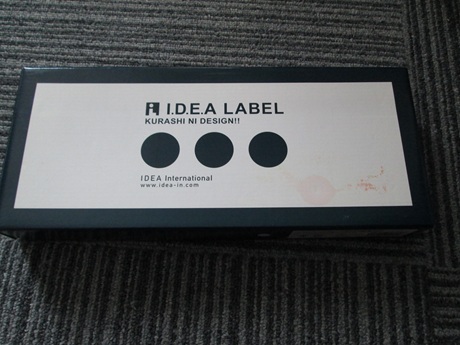 I.D.E.A LABEL
KURASHI NI DESIGN!!
IDEA International
www.idea-in.com